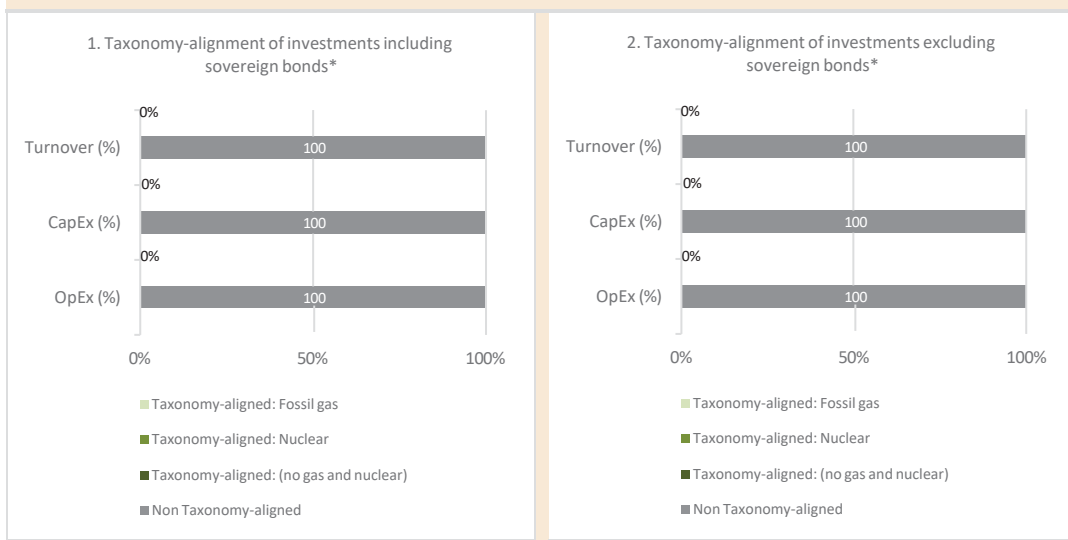 1. Taxonomy-alignment of investments including
sovereign bonds*
0%
Turnover (%)
100
0%
CapEx (%)
100
0%
OpEx (%)
100
0%
50%
100%
Taxonomy-aligned: Fossil gas
Taxonomy-aligned: Nuclear
Taxonomy-aligned: (no gas and nuclear)
Non Taxonomy-aligned
2. Taxonomy-alignment of investments excluding
sovereign bonds*
0%
Turnover (%)
100
0%
CapEx (%)
100
0%
OpEx (%)
100
0%
50%
100%
Taxonomy-aligned: Fossil gas
Taxonomy-aligned: Nuclear
Taxonomy-aligned: (no gas and nuclear)
Non Taxonomy-aligned